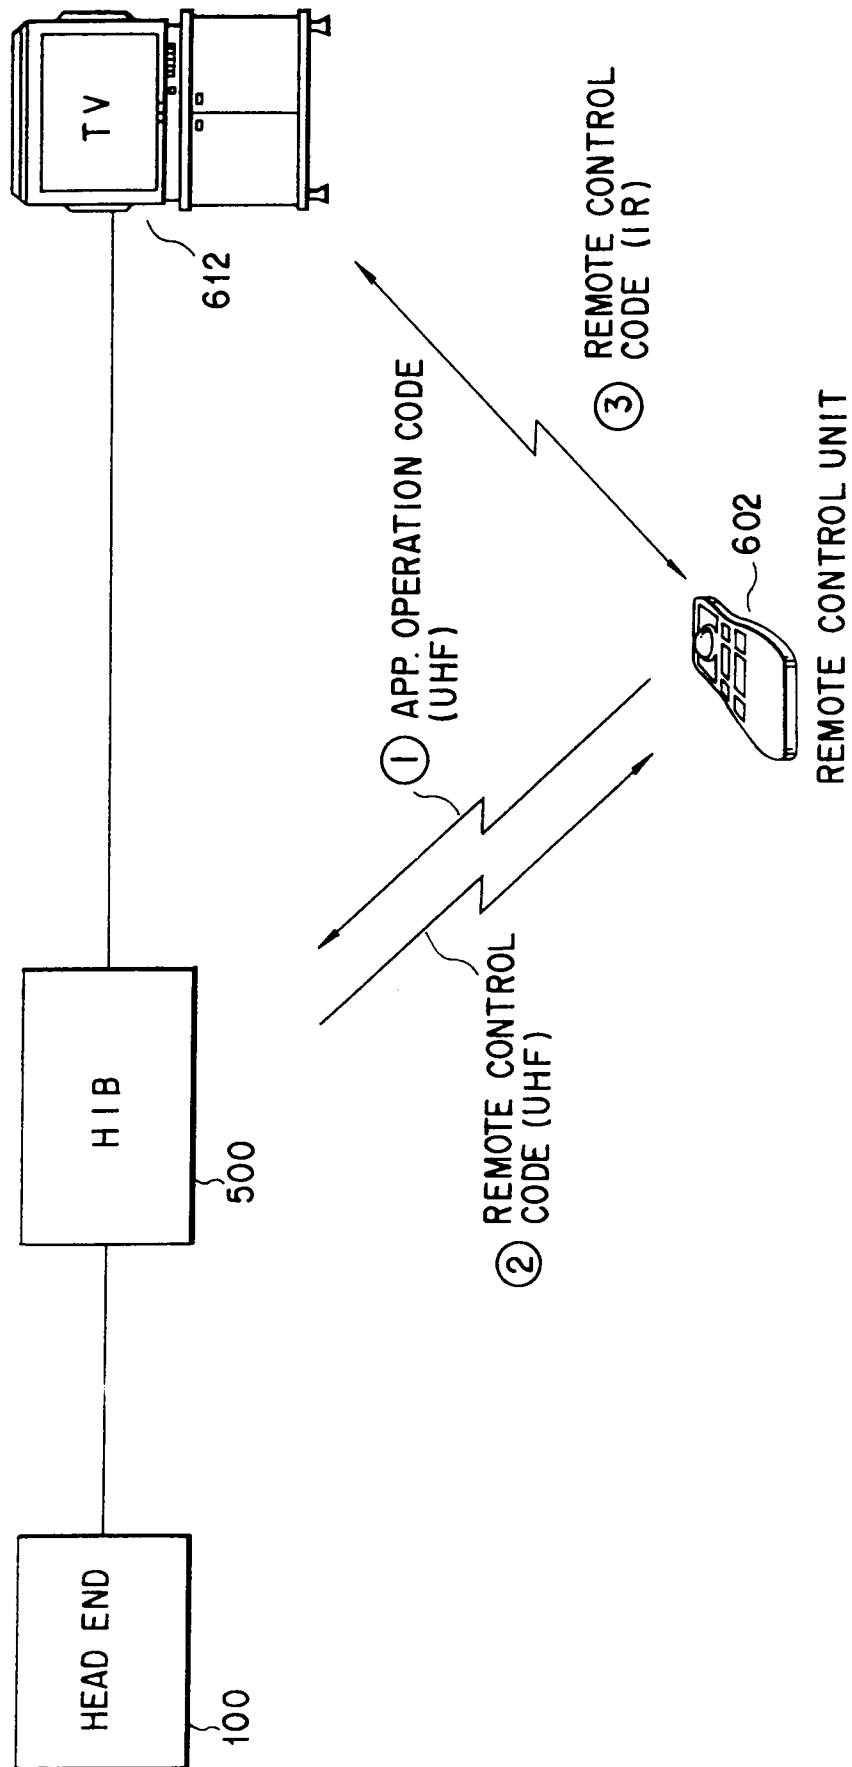 HEAD END
100
HIB
500
TV
612
① APP. OPERATION CODE
(UHF)
② REMOTE CONTROL
CODE (UHF)
③ REMOTE CONTROL
CODE (IR)
602
REMOTE CONTROL UNIT